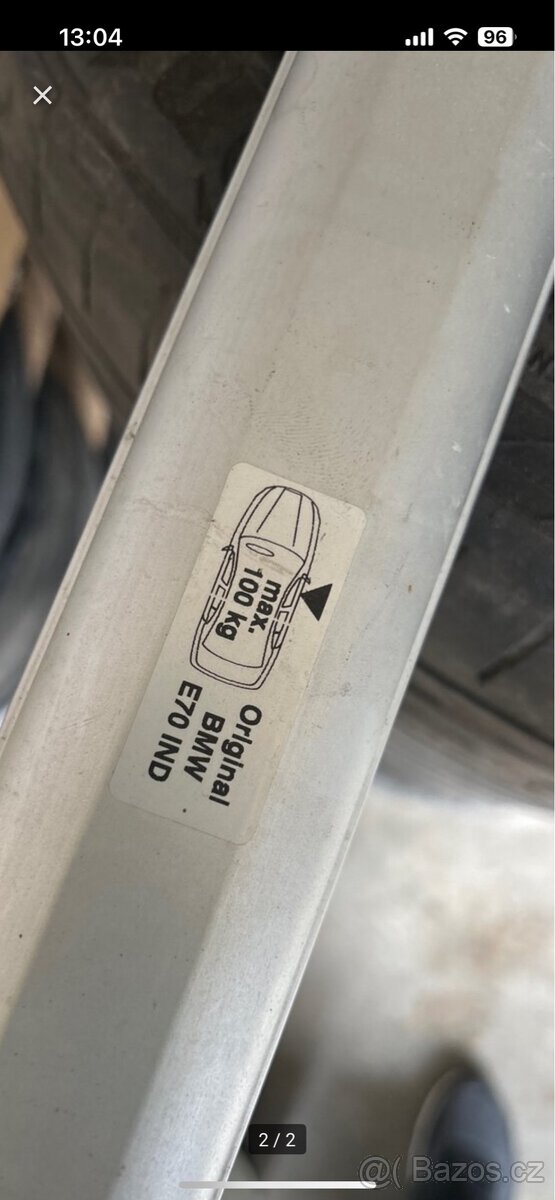 13:04
96
max.
100 kg
Original
BMW
E70 IND
2 / 2
@( Bazos.cz